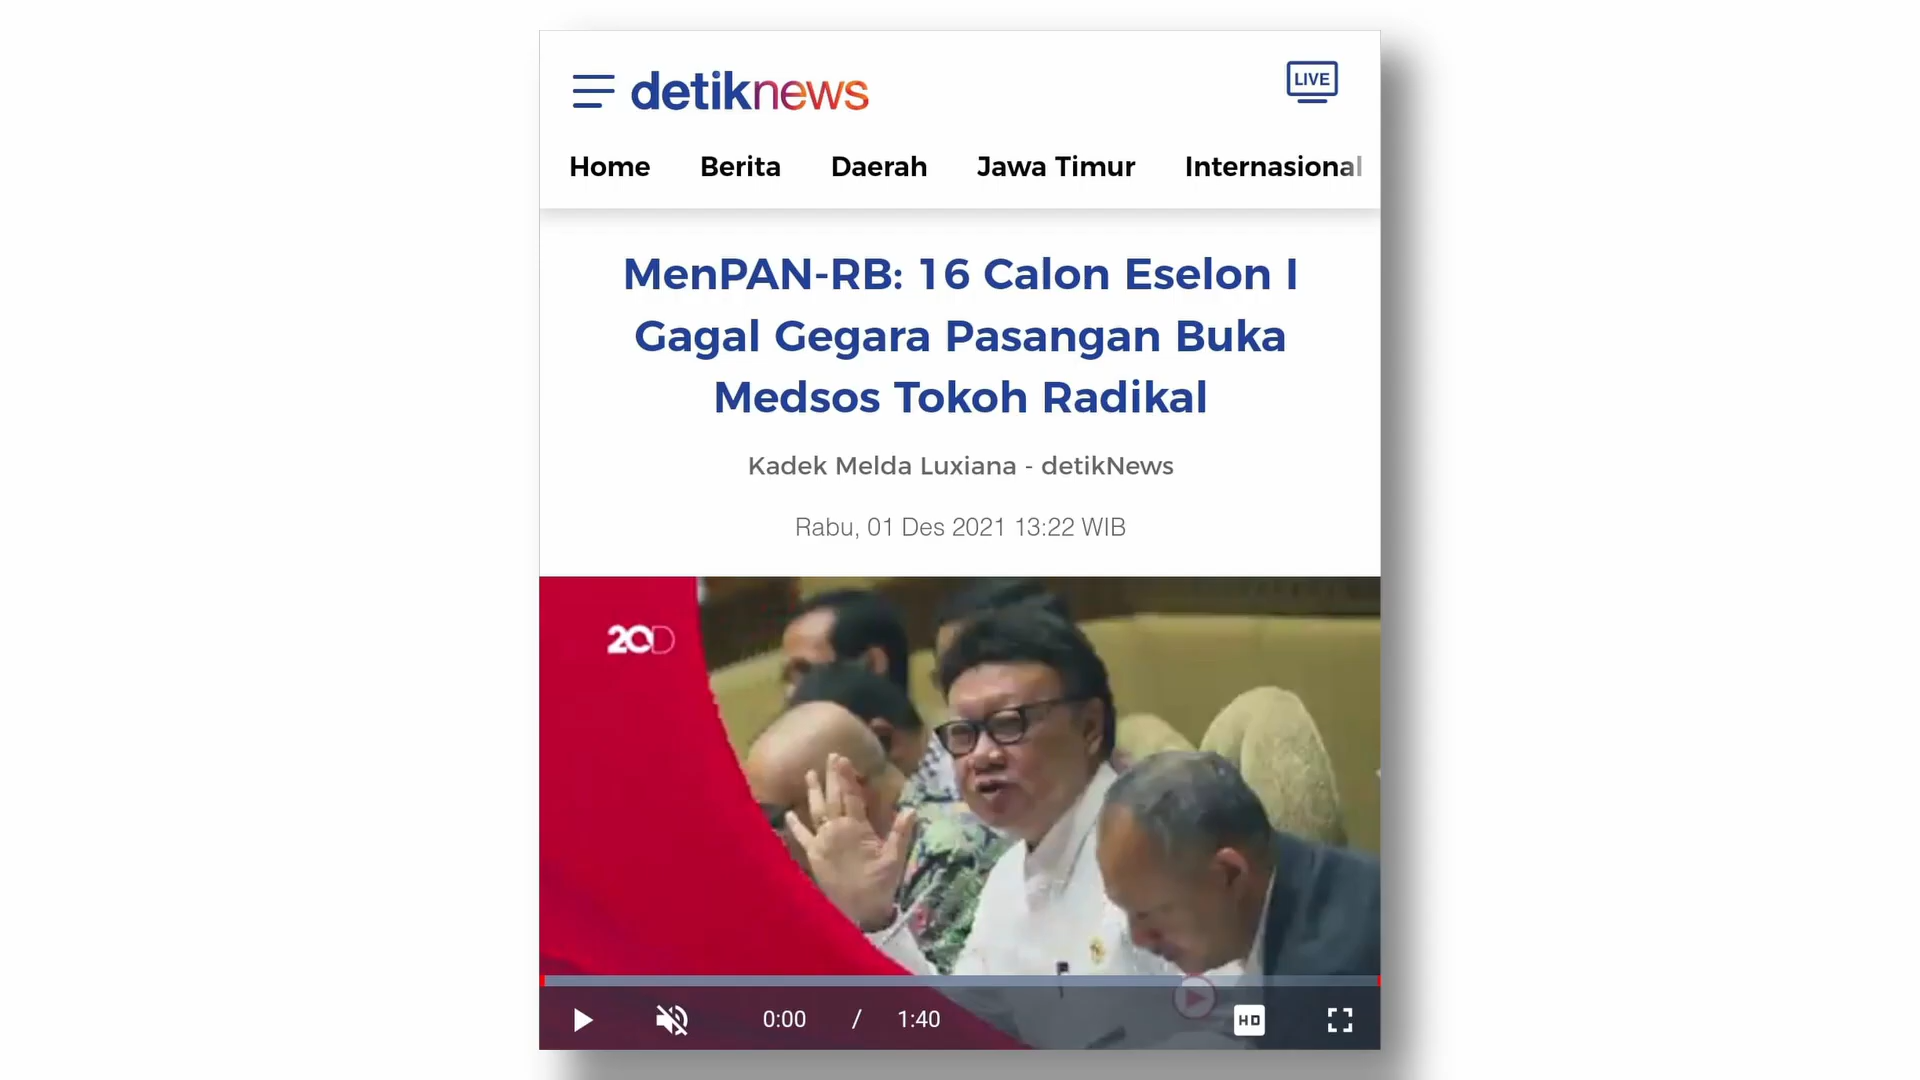 detiknews
LIVE
Home Berita Daerah Jawa Timur Internasional
MenPAN-RB: 16 Calon Eselon I
Gagal Gegara Pasangan Buka
Medsos Tokoh Radikal
Kadek Melda Luxiana - detikNews
Rabu, 01 Des 2021 13:22 WIB
20D
0:00 / 1:40
HD